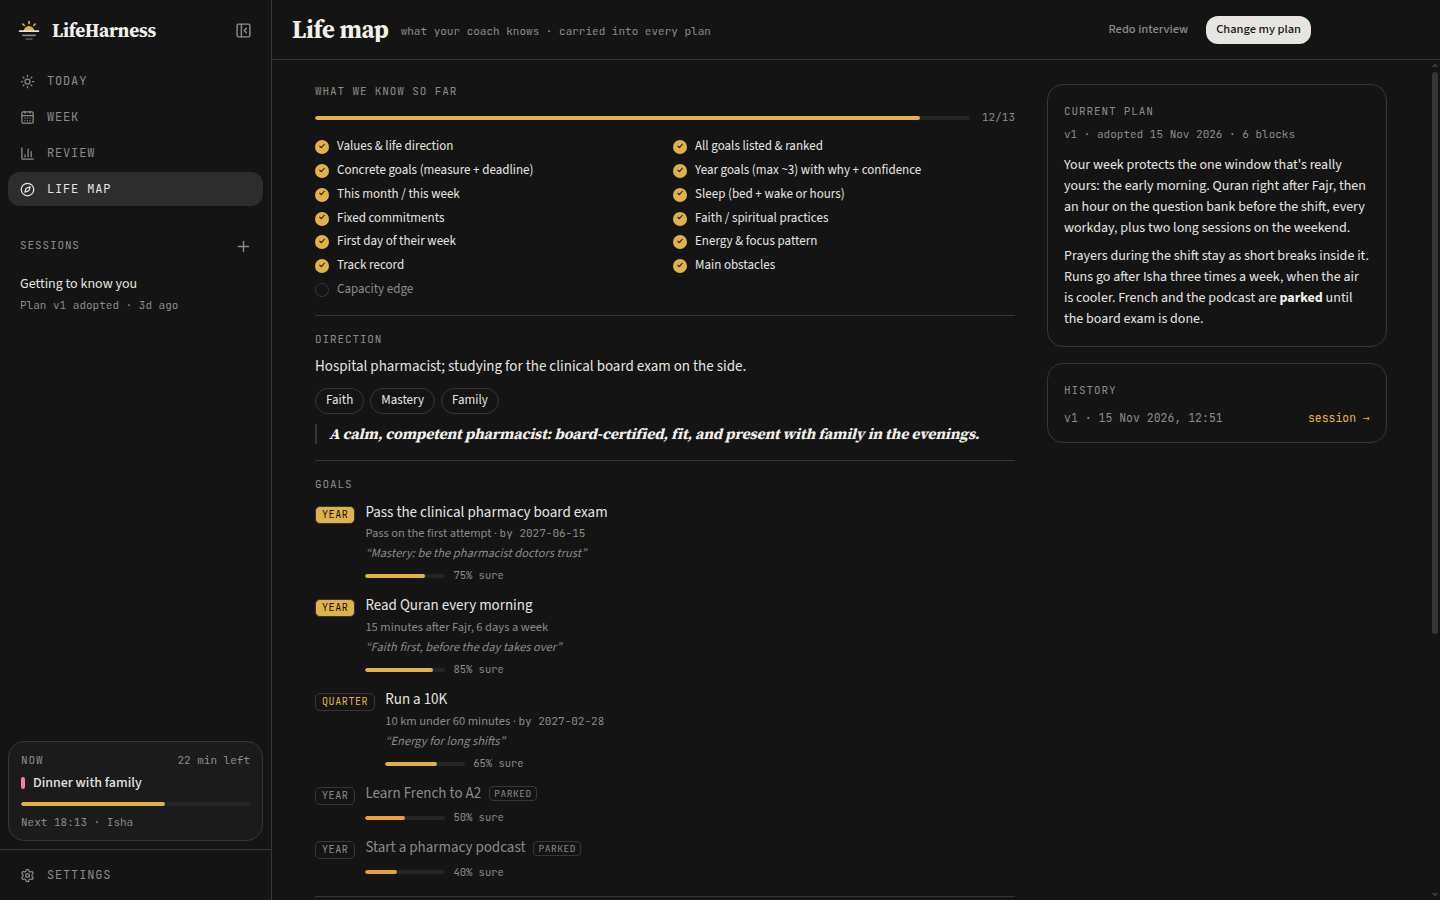 LifeHarness
TODAY
WEEK
REVIEW
LIFE MAP
SESSIONS
Getting to know you
Plan v1 adopted · 3d ago
NOW
22 min left
Dinner with family
Next 18:13 · Isha
SETTINGS
Life map
what your coach knows · carried into every plan
Redo interview
Change my plan
WHAT WE KNOW SO FAR
12/13
Values & life direction
All goals listed & ranked
Concrete goals (measure + deadline)
Year goals (max ~3) with why + confidence
This month / this week
Sleep (bed + wake or hours)
Fixed commitments
Faith / spiritual practices
First day of their week
Energy & focus pattern
Track record
Main obstacles
Capacity edge
DIRECTION
Hospital pharmacist; studying for the clinical board exam on the side.
Faith
Mastery
Family
A calm, competent pharmacist: board-certified, fit, and present with family in the evenings.
GOALS
YEAR
Pass the clinical pharmacy board exam
Pass on the first attempt · by 2027-06-15
“Mastery: be the pharmacist doctors trust”
75% sure
YEAR
Read Quran every morning
15 minutes after Fajr, 6 days a week
“Faith first, before the day takes over”
85% sure
QUARTER
Run a 10K
10 km under 60 minutes · by 2027-02-28
“Energy for long shifts”
65% sure
YEAR
Learn French to A2
PARKED
50% sure
YEAR
Start a pharmacy podcast
PARKED
40% sure
CURRENT PLAN
v1 · adopted 15 Nov 2026 · 6 blocks
Your week protects the one window that's really
yours: the early morning. Quran right after Fajr, then
an hour on the question bank before the shift, every
workday, plus two long sessions on the weekend.
Prayers during the shift stay as short breaks inside it.
Runs go after Isha three times a week, when the air
is cooler. French and the podcast are parked until
the board exam is done.
HISTORY
v1 · 15 Nov 2026, 12:51
session →